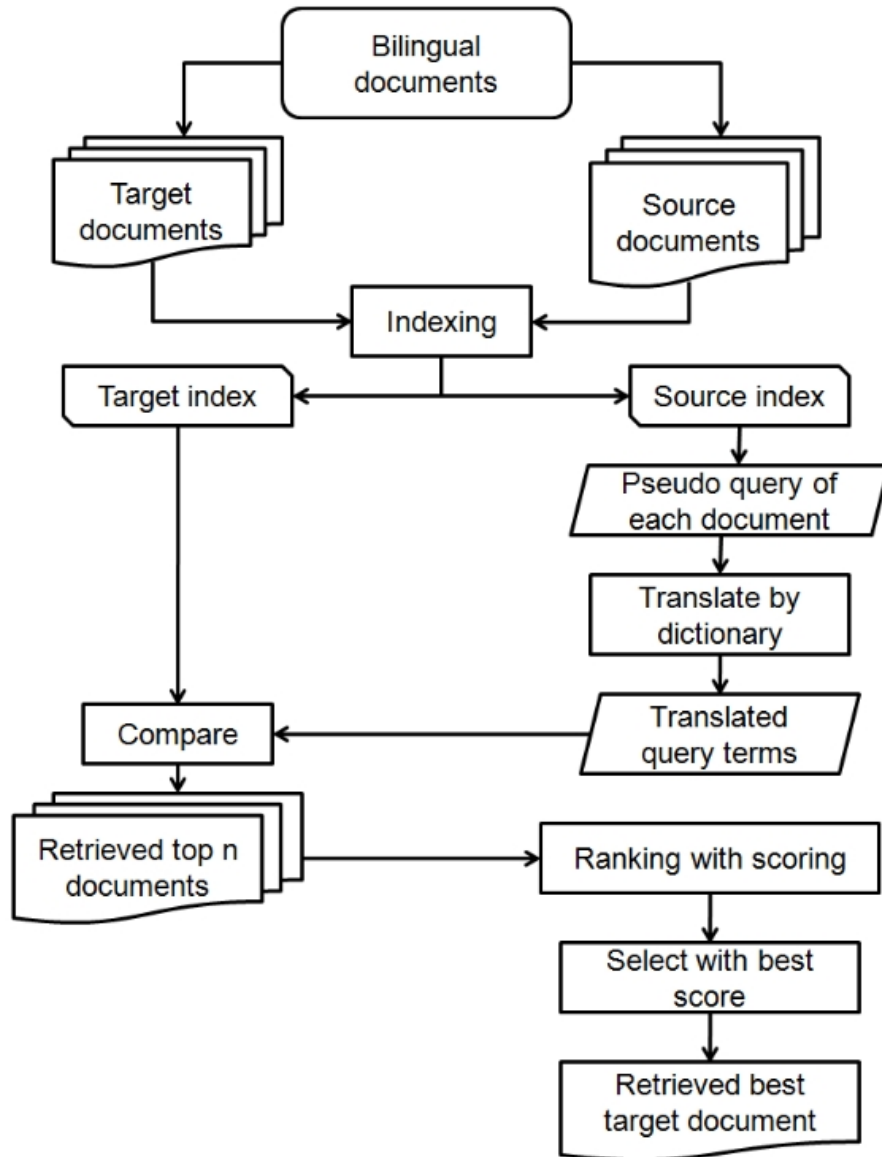 Bilingual
documents
Target
documents
Source
documents
Indexing
Target index
Source index
Pseudo query of
each document
Translate by
dictionary
Translated
query terms
Compare
Retrieved top n
documents
Ranking with scoring
Select with best
score
Retrieved best
target document